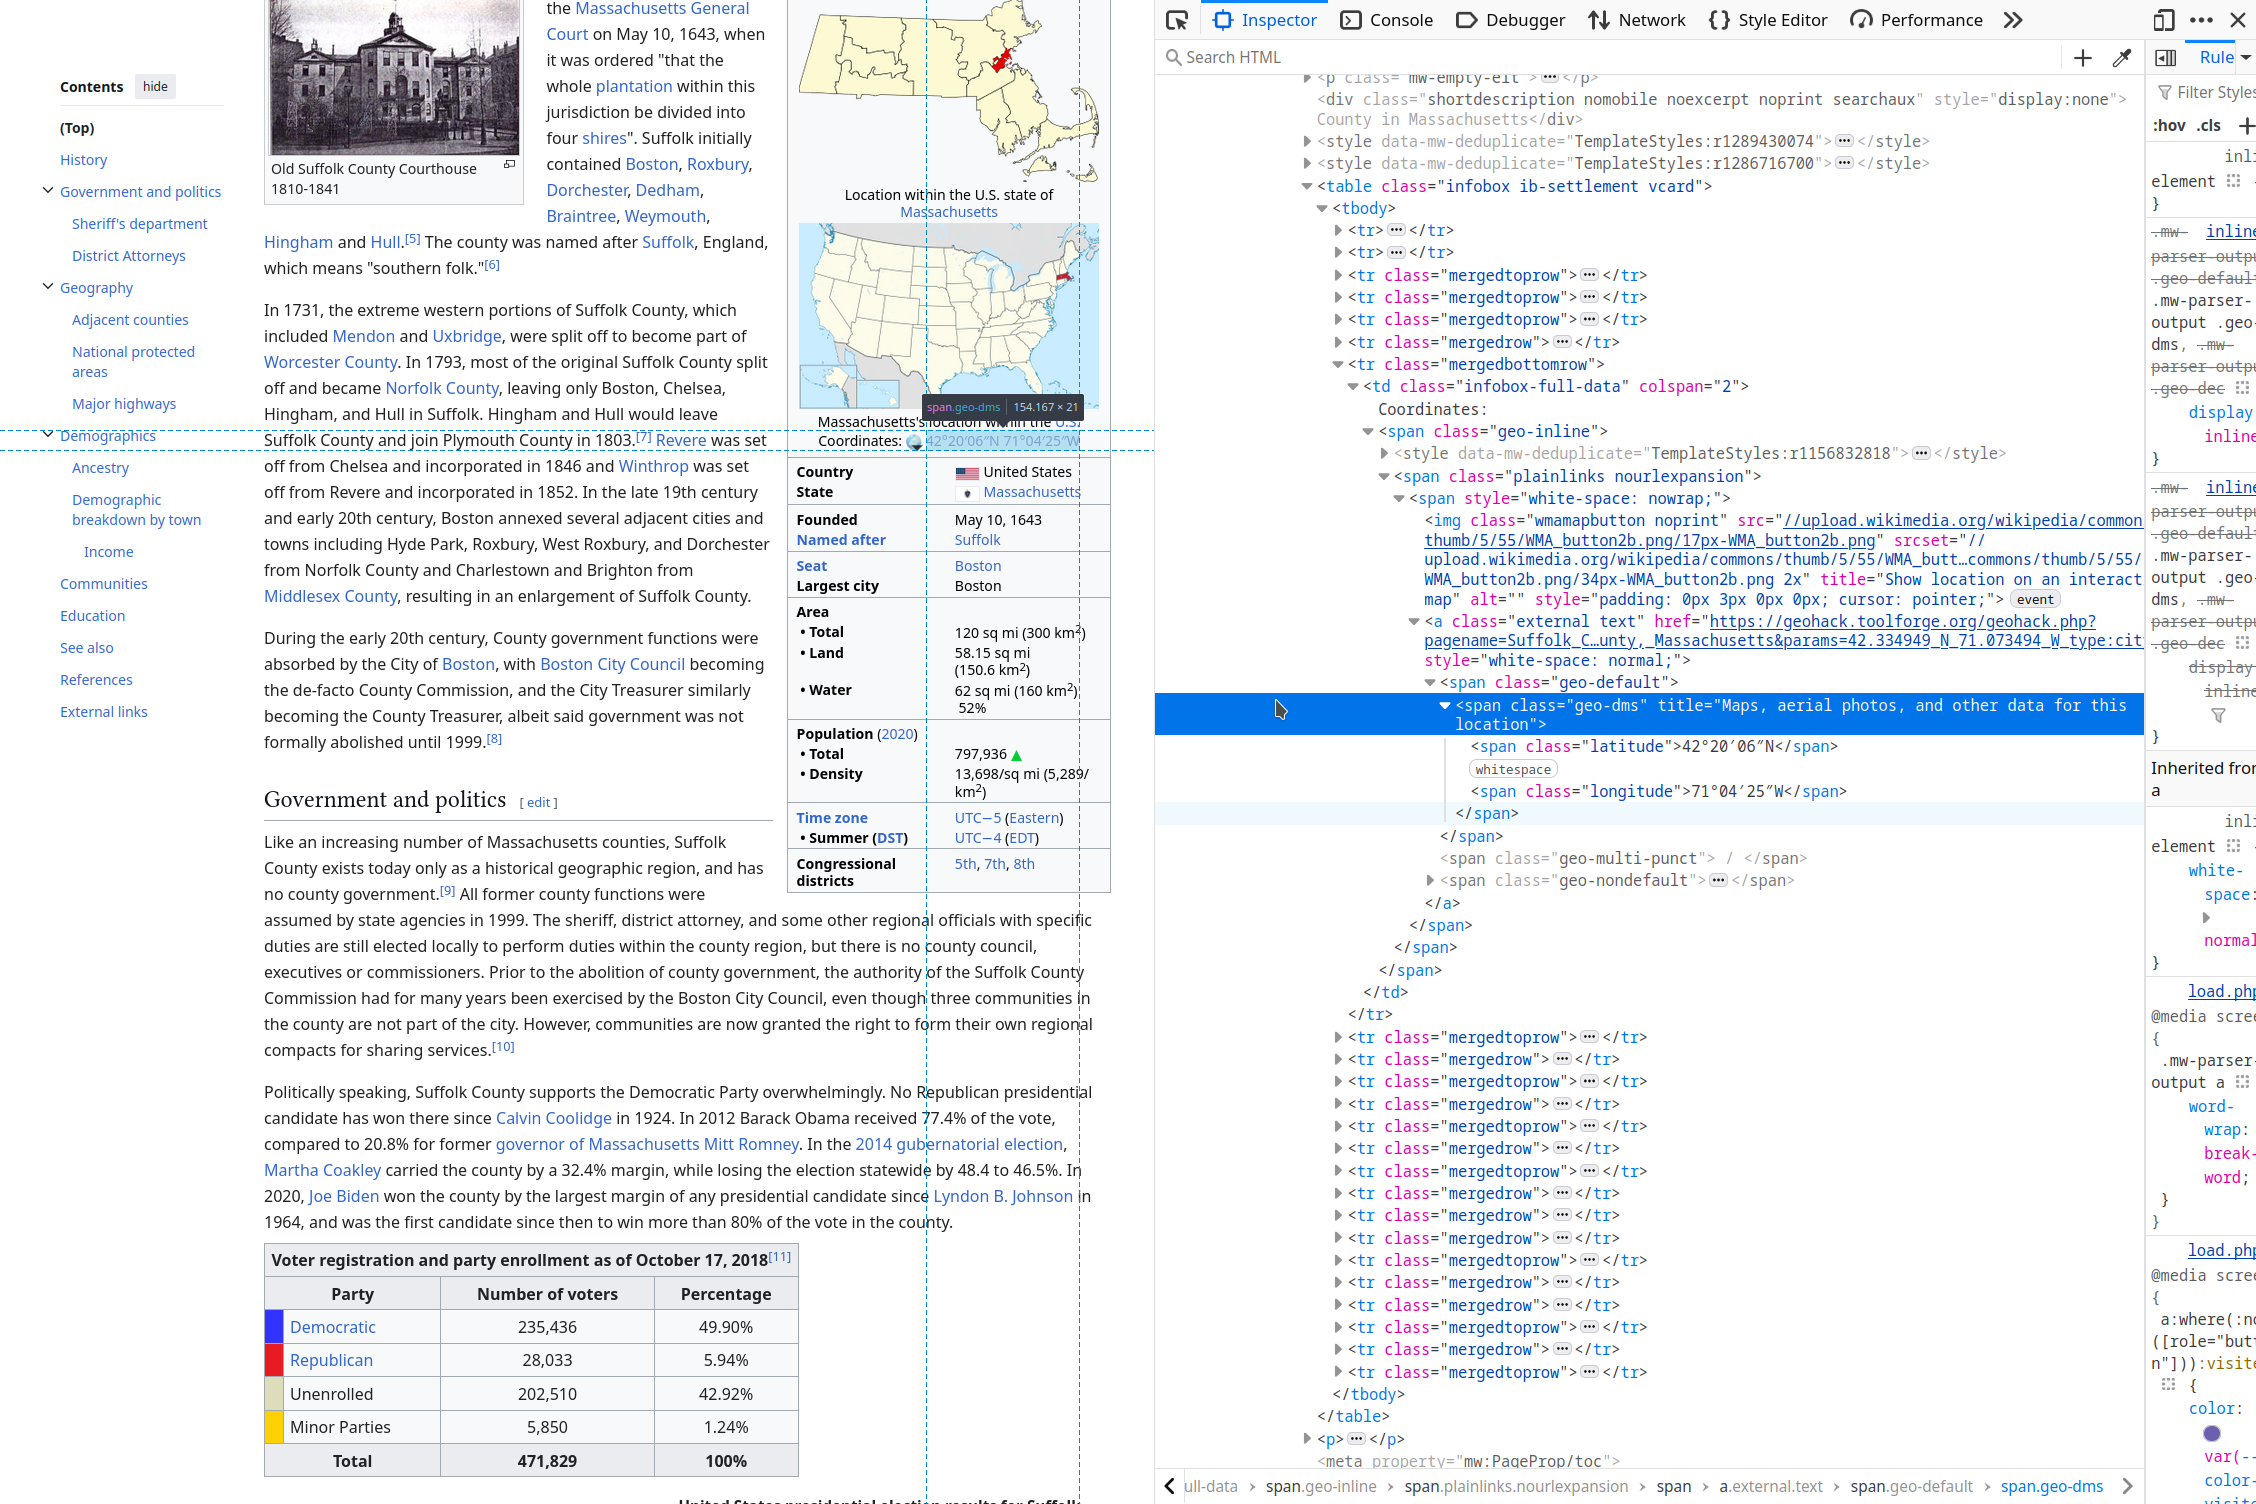 Contents hide
(Top)
History
Government and politics
Sheriff's department
District Attorneys
Geography
Adjacent counties
National protected
areas
Major highways
Demographics
Ancestry
Demographic
breakdown by town
Income
Communities
Education
See also
References
External links
Old Suffolk County Courthouse
1810-1841
the Massachusetts General
Court on May 10, 1643, when
it was ordered "that the
whole plantation within this
jurisdiction be divided into
four shires". Suffolk initially
contained Boston, Roxbury,
Dorchester, Dedham,
Braintree, Weymouth,
Hingham and Hull.[5] The county was named after Suffolk, England,
which means "southern folk."[6]
In 1731, the extreme western portions of Suffolk County, which
included Mendon and Uxbridge, were split off to become part of
Worcester County. In 1793, most of the original Suffolk County split
off and became Norfolk County, leaving only Boston, Chelsea,
Hingham, and Hull in Suffolk. Hingham and Hull would leave
Suffolk County and join Plymouth County in 1803.[7] Revere was set
off from Chelsea and incorporated in 1846 and Winthrop was set
off from Revere and incorporated in 1852. In the late 19th century
and early 20th century, Boston annexed several adjacent cities and
towns including Hyde Park, Roxbury, West Roxbury, and Dorchester
from Norfolk County and Charlestown and Brighton from
Middlesex County, resulting in an enlargement of Suffolk County.
During the early 20th century, County government functions were
absorbed by the City of Boston, with Boston City Council becoming
the de-facto County Commission, and the City Treasurer similarly
becoming the County Treasurer, albeit said government was not
formally abolished until 1999.[8]
Government and politics [ edit ]
Like an increasing number of Massachusetts counties, Suffolk
County exists today only as a historical geographic region, and has
no county government.[9] All former county functions were
assumed by state agencies in 1999. The sheriff, district attorney, and some other regional officials with specific
duties are still elected locally to perform duties within the county region, but there is no county council,
executives or commissioners. Prior to the abolition of county government, the authority of the Suffolk County
Commission had for many years been exercised by the Boston City Council, even though three communities in
the county are not part of the city. However, communities are now granted the right to form their own regional
compacts for sharing services.[10]
Politically speaking, Suffolk County supports the Democratic Party overwhelmingly. No Republican presidential
candidate has won there since Calvin Coolidge in 1924. In 2012 Barack Obama received 77.4% of the vote,
compared to 20.8% for former governor of Massachusetts Mitt Romney. In the 2014 gubernatorial election,
Martha Coakley carried the county by a 32.4% margin, while losing the election statewide by 48.4 to 46.5%. In
2020, Joe Biden won the county by the largest margin of any presidential candidate since Lyndon B. Johnson in
1964, and was the first candidate since then to win more than 80% of the vote in the county.
Voter registration and party enrollment as of October 17, 2018[11]
Party Number of voters Percentage
Democratic 235,436 49.90%
Republican 28,033 5.94%
Unenrolled 202,510 42.92%
Minor Parties 5,850 1.24%
Total 471,829 100%
United States presidential election results for Suffolk
Location within the U.S. state of
Massachusetts
span.geo-dms 154.167 × 21
Massachusetts's location within the U.S.
Coordinates: 42°20′06″N 71°04′25″W
Country United States
State Massachusetts
Founded May 10, 1643
Named after Suffolk
Seat Boston
Largest city Boston
Area
• Total 120 sq mi (300 km2)
• Land 58.15 sq mi
(150.6 km2)
• Water 62 sq mi (160 km2)
52%
Population (2020)
• Total 797,936 ▲
• Density 13,698/sq mi (5,289/
km2)
Time zone UTC−5 (Eastern)
• Summer (DST) UTC−4 (EDT)
Congressional 5th, 7th, 8th
districts
Inspector Console Debugger Network Style Editor Performance
Search HTML
<p class="mw-empty-elt"></p>
<div class="shortdescription nomobile noexcerpt noprint searchaux" style="display:none">
County in Massachusetts</div>
<style data-mw-deduplicate="TemplateStyles:r1289430074"></style>
<style data-mw-deduplicate="TemplateStyles:r1286716700"></style>
<table class="infobox ib-settlement vcard">
<tbody>
<tr></tr>
<tr></tr>
<tr class="mergedtoprow"></tr>
<tr class="mergedtoprow"></tr>
<tr class="mergedtoprow"></tr>
<tr class="mergedrow"></tr>
<tr class="mergedbottomrow">
<td class="infobox-full-data" colspan="2">
Coordinates:
<span class="geo-inline">
<style data-mw-deduplicate="TemplateStyles:r1156832818"></style>
<span class="plainlinks nourlexpansion">
<span style="white-space: nowrap;">
<img class="wmamapbutton noprint" src="//upload.wikimedia.org/wikipedia/common
thumb/5/55/WMA_button2b.png/17px-WMA_button2b.png" srcset="//
upload.wikimedia.org/wikipedia/commons/thumb/5/55/WMA_butt…commons/thumb/5/55/
WMA_button2b.png/34px-WMA_button2b.png 2x" title="Show location on an interact
map" alt="" style="padding: 0px 3px 0px 0px; cursor: pointer;"> event
<a class="external text" href="https://geohack.toolforge.org/geohack.php?
pagename=Suffolk_C…unty,_Massachusetts&params=42.334949_N_71.073494_W_type:cit
style="white-space: normal;">
<span class="geo-default">
<span class="geo-dms" title="Maps, aerial photos, and other data for this
location">
<span class="latitude">42°20′06″N</span>
whitespace
<span class="longitude">71°04′25″W</span>
</span>
</span>
<span class="geo-multi-punct"> / </span>
<span class="geo-nondefault"></span>
</a>
</span>
</span>
</span>
</td>
</tr>
<tr class="mergedtoprow"></tr>
<tr class="mergedrow"></tr>
<tr class="mergedtoprow"></tr>
<tr class="mergedrow"></tr>
<tr class="mergedtoprow"></tr>
<tr class="mergedrow"></tr>
<tr class="mergedtoprow"></tr>
<tr class="mergedrow"></tr>
<tr class="mergedrow"></tr>
<tr class="mergedrow"></tr>
<tr class="mergedtoprow"></tr>
<tr class="mergedrow"></tr>
<tr class="mergedrow"></tr>
<tr class="mergedtoprow"></tr>
<tr class="mergedrow"></tr>
<tr class="mergedtoprow"></tr>
</tbody>
</table>
<p></p>
<meta property="mw:PageProp/toc">
ull-data > span.geo-inline > span.plainlinks.nourlexpansion > span > a.external.text > span.geo-default > span.geo-dms
Rule
Filter Styles
:hov .cls +
inli
element
}
.mw- inline
parser-outpu
.geo-default
.mw-parser-
output .geo-
dms, .mw-
parser-outpu
.geo-dec
display
inline
}
.mw- inline
parser-outpu
.geo-default
.mw-parser-
output .geo-
dms, .mw-
parser-outpu
.geo-dec
display
inline
}
Inherited from
a
inli
element
white-
space:
normal
}
load.php
@media scree
{
.mw-parser-
output a
word-
wrap:
break-
word;
}
}
load.php
@media scree
{
a:where(:no
([role="butt
n"])):visite
{
color:
var(--
color-